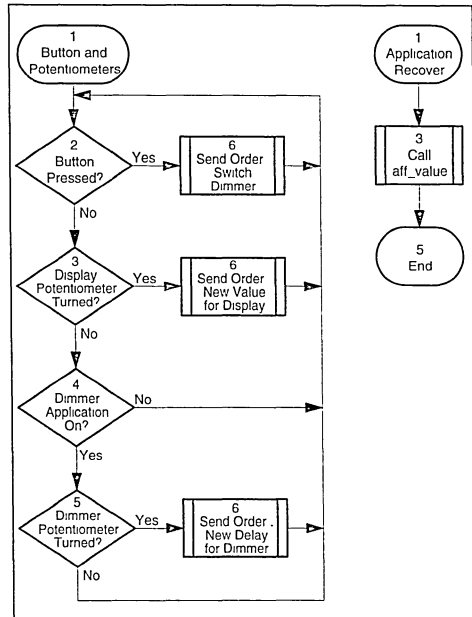 1
Button and
Potentiometers
2
Button
Pressed?
Yes
6
Send Order
Switch
Dimmer
No
3
Display
Potentiometer
Turned?
Yes
6
Send Order
New Value
for Display
No
4
Dimmer
Application
On?
No
Yes
5
Dimmer
Potentiometer
Turned?
Yes
6
Send Order .
New Delay
for Dimmer
No
1
Application
Recover
3
Call
aff_value
5
End